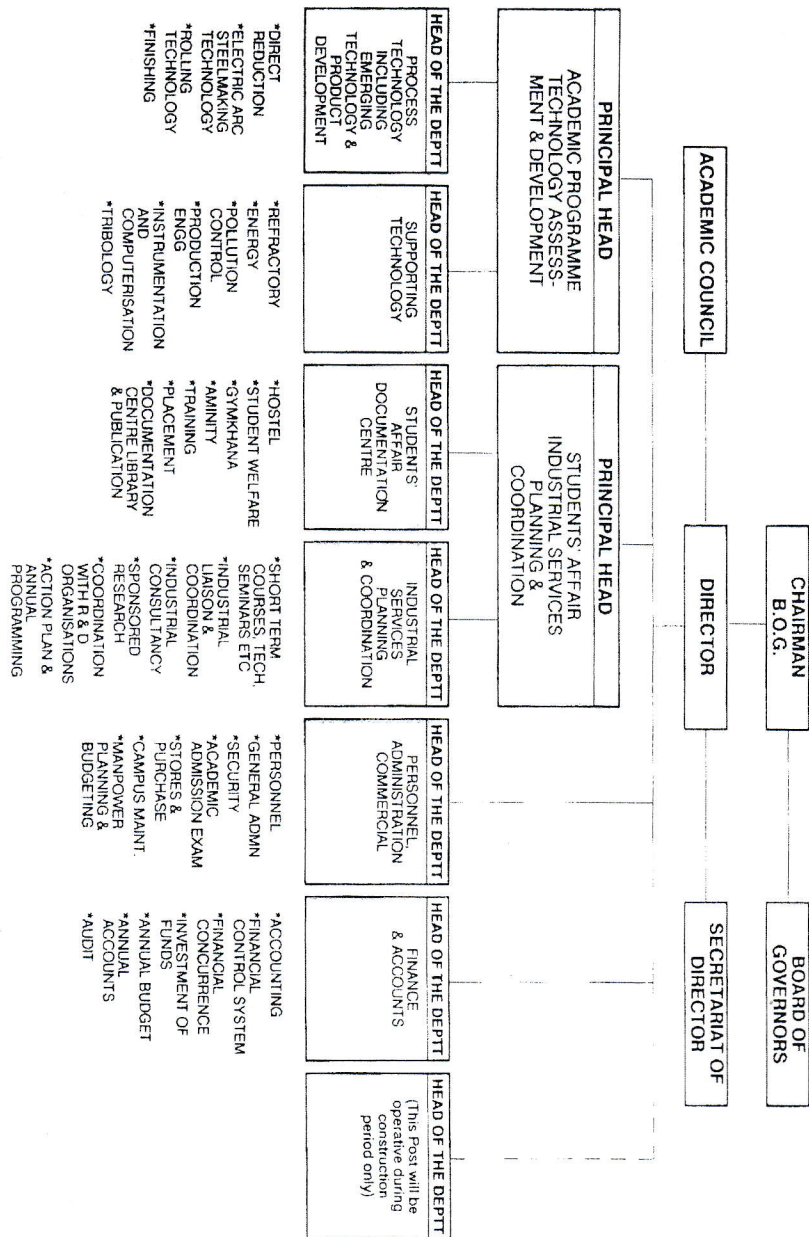 CHAIRMAN
B.O.G.
BOARD OF
GOVERNORS
ACADEMIC COUNCIL
DIRECTOR
SECRETARIAT OF
DIRECTOR
PRINCIPAL HEAD
ACADEMIC PROGRAMME
TECHNOLOGY ASSESS-
MENT & DEVELOPMENT
PRINCIPAL HEAD
STUDENTS' AFFAIR
INDUSTRIAL SERVICES
PLANNING &
COORDINATION
HEAD OF THE DEPTT
PROCESS
TECHNOLOGY
INCLUDING
EMERGING
TECHNOLOGY &
PRODUCT
DEVELOPMENT
*DIRECT
REDUCTION
*ELECTRIC ARC
STEELMAKING
TECHNOLOGY
*ROLLING
TECHNOLOGY
*FINISHING
HEAD OF THE DEPTT
SUPPORTING
TECHNOLOGY
*REFRACTORY
*ENERGY
*POLLUTION
CONTROL
*PRODUCTION
ENGG
*INSTRUMENTATION
AND
COMPUTERISATION
*TRIBOLOGY
HEAD OF THE DEPTT
STUDENTS'
AFFAIR
DOCUMENTATION
CENTRE
*HOSTEL
*STUDENT WELFARE
*GYMKHANA
*AMINITY
*TRAINING
*PLACEMENT
*DOCUMENTATION
CENTRE LIBRARY
& PUBLICATION
HEAD OF THE DEPTT
INDUSTRIAL
SERVICES
PLANNING
& COORDINATION
*SHORT TERM
COURSES, TECH.
SEMINARS ETC
*INDUSTRIAL
LIAISON &
COORDINATION
*INDUSTRIAL
CONSULTANCY
*SPONSORED
RESEARCH
*COORDINATION
WITH R & D
ORGANISATIONS
*ACTION PLAN &
ANNUAL
PROGRAMMING
HEAD OF THE DEPTT
PERSONNEL,
ADMINISTRATION
COMMERCIAL
*PERSONNEL
*GENERAL ADMN
*SECURITY
*ACADEMIC
ADMISSION EXAM
*STORES &
PURCHASE
*CAMPUS MAINT.
*MANPOWER
PLANNING &
BUDGETING
HEAD OF THE DEPTT
FINANCE
& ACCOUNTS
*ACCOUNTING
*FINANCIAL
CONTROL SYSTEM
*FINANCIAL
CONCURRENCE
*INVESTMENT OF
FUNDS
*ANNUAL BUDGET
*ANNUAL
ACCOUNTS
*AUDIT
HEAD OF THE DEPTT
(This Post will be
operative during
construction
period only)